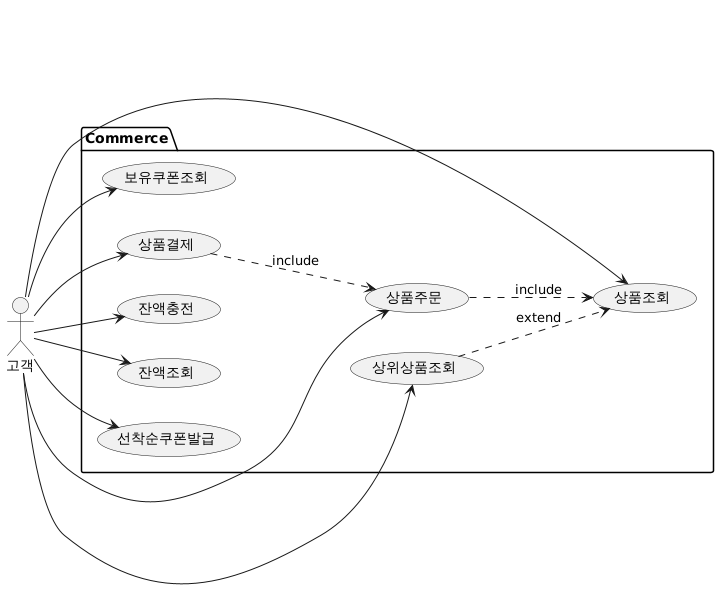 Commerce
보유쿠폰조회
상품결제
include
잔액충전
상품주문
include
상품조회
extend
고객
잔액조회
상위상품조회
선착순쿠폰발급